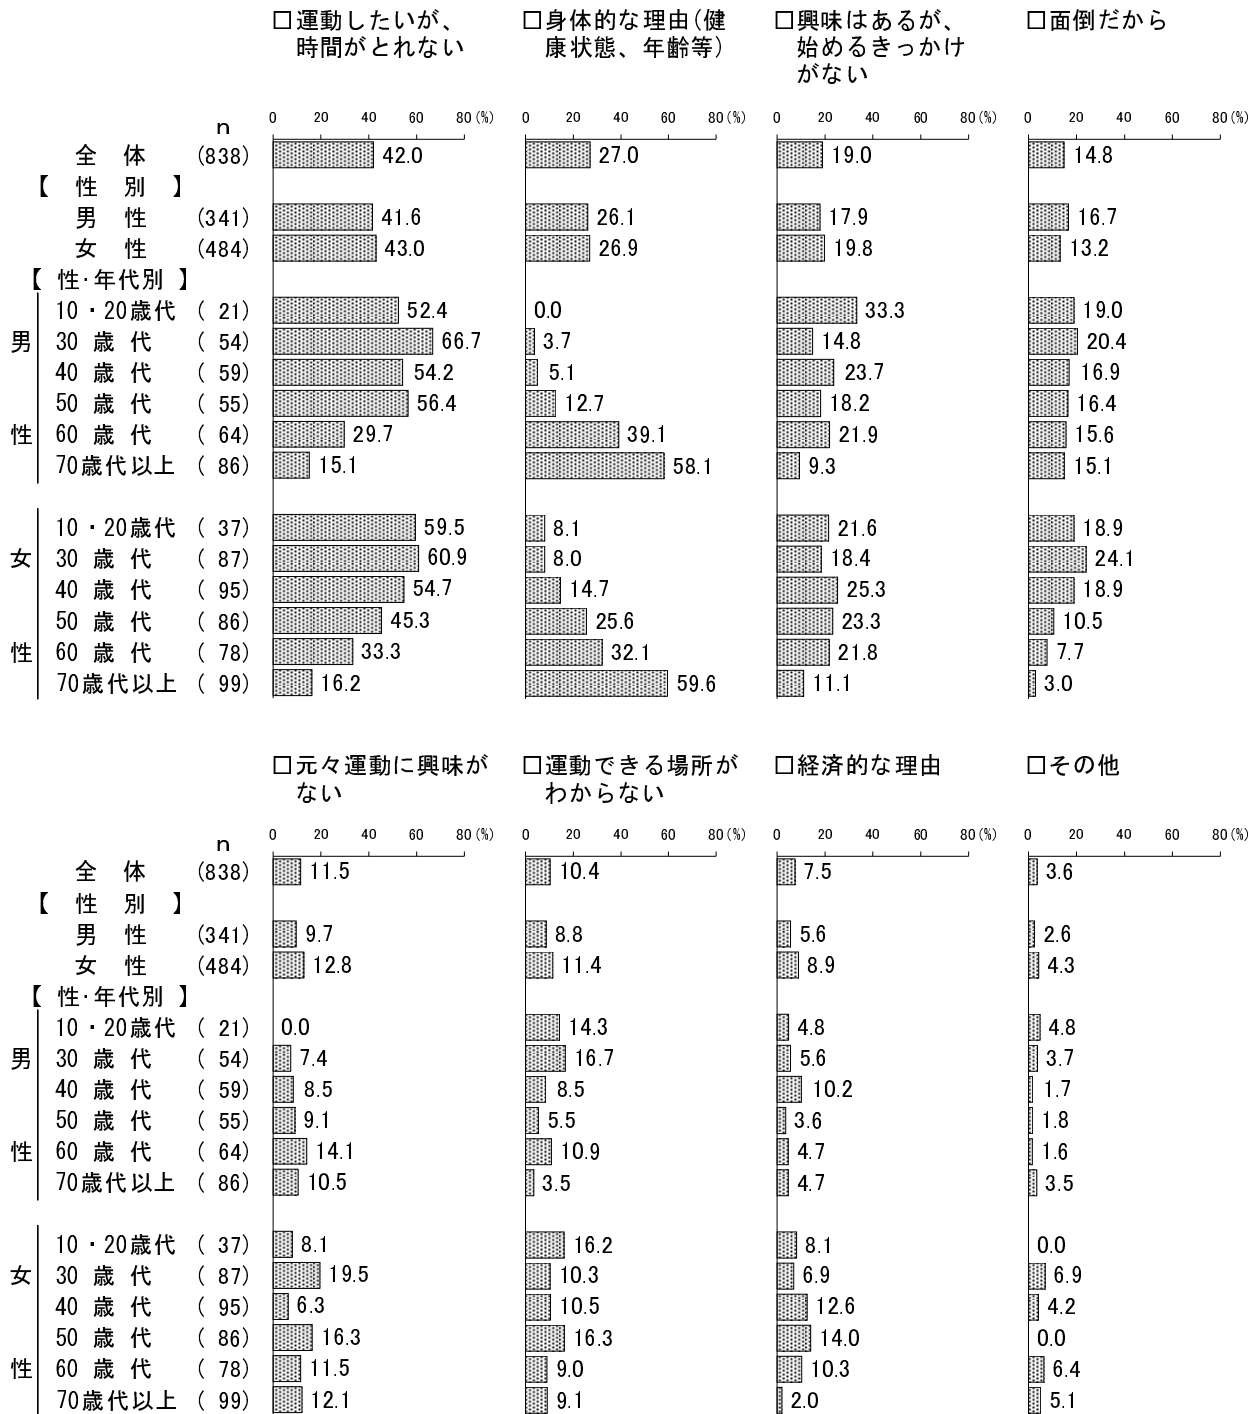 □運動したいが、 □身体的な理由(健 □興味はあるが、 □面倒だから
時間がとれない 康状態、年齢等) 始めるきっかけ
がない
0 20 40 60 80(%) 0 20 40 60 80(%) 0 20 40 60 80(%) 0 20 40 60 80(%)
n
全 体 (838) 42.0 27.0 19.0 14.8
【 性 別 】
男 性 (341) 41.6 26.1 17.9 16.7
女 性 (484) 43.0 26.9 19.8 13.2
【 性・年代別 】
10・20歳代 ( 21) 52.4 0.0 33.3 19.0
男 30 歳 代 ( 54) 66.7 3.7 14.8 20.4
40 歳 代 ( 59) 54.2 5.1 23.7 16.9
50 歳 代 ( 55) 56.4 12.7 18.2 16.4
性 60 歳 代 ( 64) 29.7 39.1 21.9 15.6
70歳代以上 ( 86) 15.1 58.1 9.3 15.1
10・20歳代 ( 37) 59.5 8.1 21.6 18.9
女 30 歳 代 ( 87) 60.9 8.0 18.4 24.1
40 歳 代 ( 95) 54.7 14.7 25.3 18.9
50 歳 代 ( 86) 45.3 25.6 23.3 10.5
性 60 歳 代 ( 78) 33.3 32.1 21.8 7.7
70歳代以上 ( 99) 16.2 59.6 11.1 3.0
□元々運動に興味が □運動できる場所が □経済的な理由 □その他
ない わからない
0 20 40 60 80(%) 0 20 40 60 80(%) 0 20 40 60 80(%) 0 20 40 60 80(%)
n
全 体 (838) 11.5 10.4 7.5 3.6
【 性 別 】
男 性 (341) 9.7 8.8 5.6 2.6
女 性 (484) 12.8 11.4 8.9 4.3
【 性・年代別 】
10・20歳代 ( 21) 0.0 14.3 4.8 4.8
男 30 歳 代 ( 54) 7.4 16.7 5.6 3.7
40 歳 代 ( 59) 8.5 8.5 10.2 1.7
50 歳 代 ( 55) 9.1 5.5 3.6 1.8
性 60 歳 代 ( 64) 14.1 10.9 4.7 1.6
70歳代以上 ( 86) 10.5 3.5 4.7 3.5
10・20歳代 ( 37) 8.1 16.2 8.1 0.0
女 30 歳 代 ( 87) 19.5 10.3 6.9 6.9
40 歳 代 ( 95) 6.3 10.5 12.6 4.2
50 歳 代 ( 86) 16.3 16.3 14.0 0.0
性 60 歳 代 ( 78) 11.5 9.0 10.3 6.4
70歳代以上 ( 99) 12.1 9.1 2.0 5.1